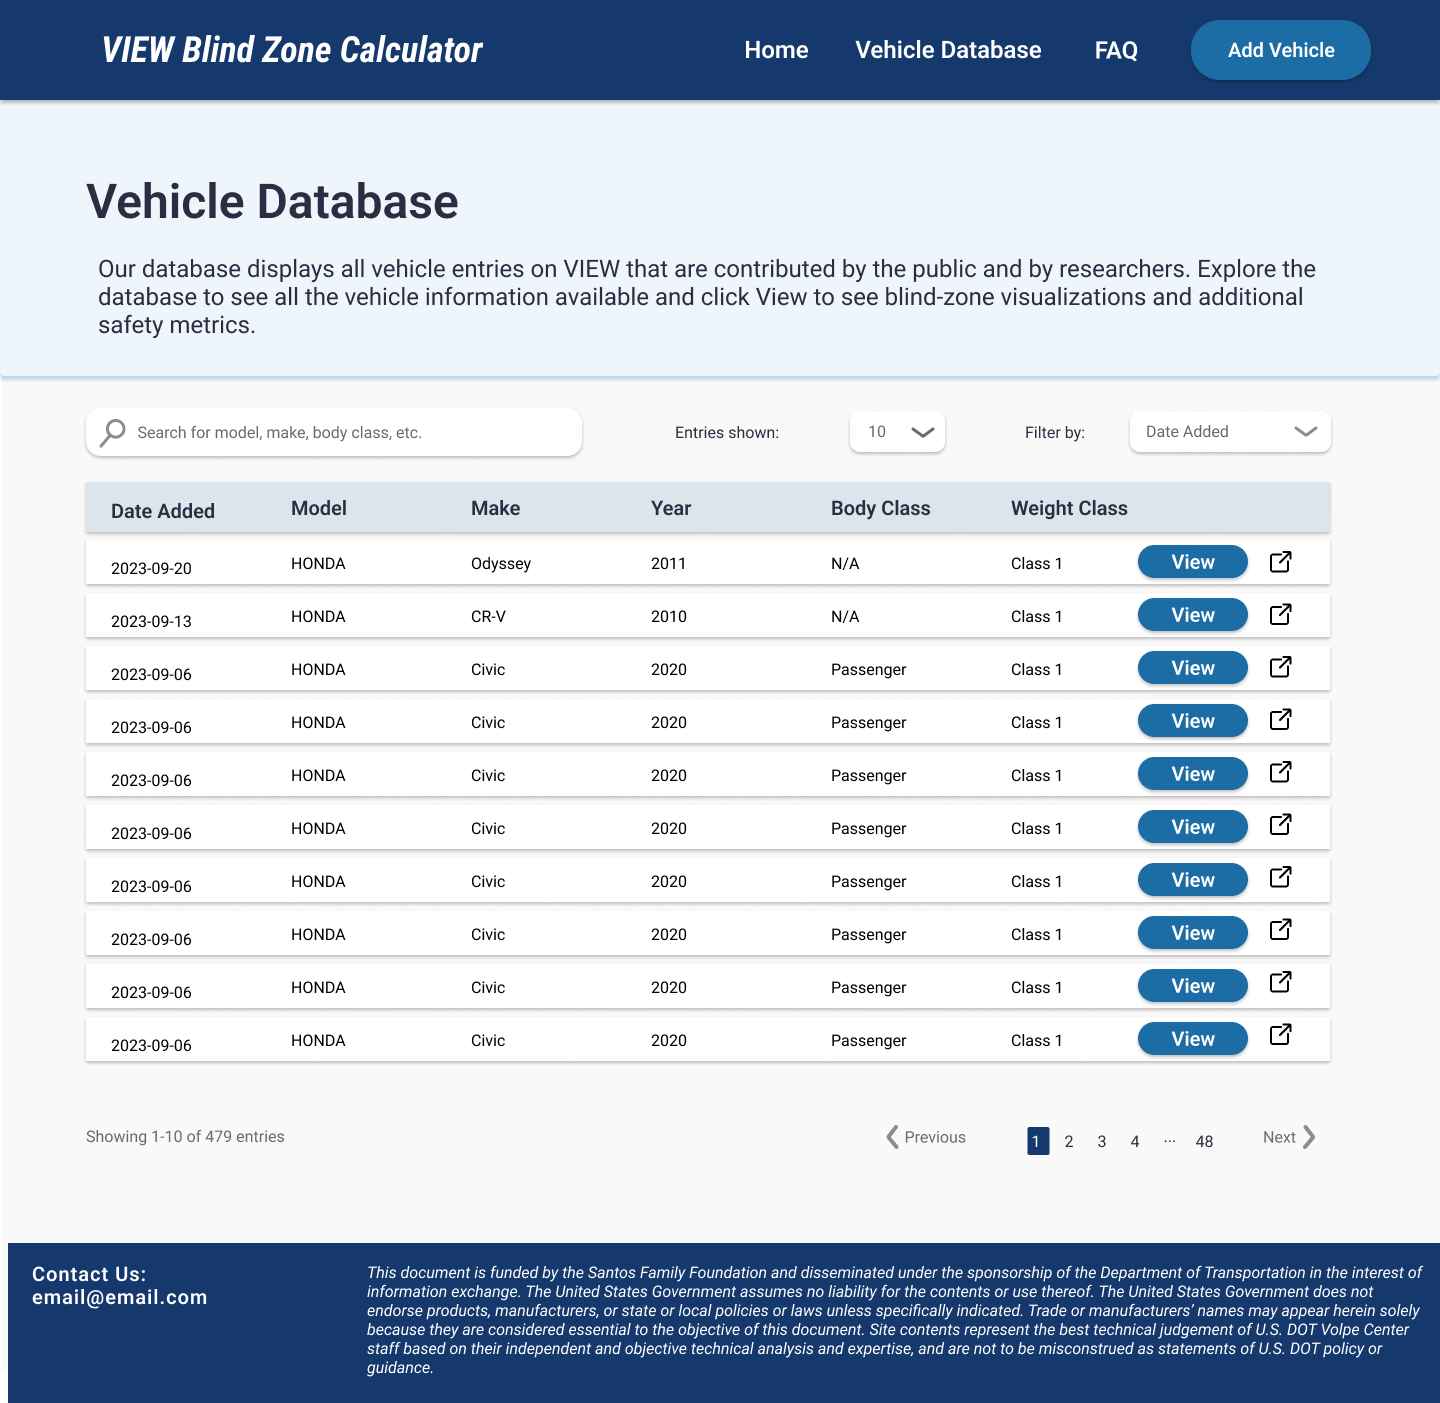 VIEW Blind Zone Calculator
Home Vehicle Database FAQ Add Vehicle
Vehicle Database
Our database displays all vehicle entries on VIEW that are contributed by the public and by researchers. Explore the
database to see all the vehicle information available and click View to see blind-zone visualizations and additional
safety metrics.
Search for model, make, body class, etc. Entries shown: 10 Filter by: Date Added
Date Added Model Make Year Body Class Weight Class
2023-09-20 HONDA Odyssey 2011 N/A Class 1 View
2023-09-13 HONDA CR-V 2010 N/A Class 1 View
2023-09-06 HONDA Civic 2020 Passenger Class 1 View
2023-09-06 HONDA Civic 2020 Passenger Class 1 View
2023-09-06 HONDA Civic 2020 Passenger Class 1 View
2023-09-06 HONDA Civic 2020 Passenger Class 1 View
2023-09-06 HONDA Civic 2020 Passenger Class 1 View
2023-09-06 HONDA Civic 2020 Passenger Class 1 View
2023-09-06 HONDA Civic 2020 Passenger Class 1 View
2023-09-06 HONDA Civic 2020 Passenger Class 1 View
Showing 1-10 of 479 entries Previous 1 2 3 4 ... 48 Next
Contact Us:
email@email.com
This document is funded by the Santos Family Foundation and disseminated under the sponsorship of the Department of Transportation in the interest of
information exchange. The United States Government assumes no liability for the contents or use thereof. The United States Government does not
endorse products, manufacturers, or state or local policies or laws unless specifically indicated. Trade or manufacturers’ names may appear herein solely
because they are considered essential to the objective of this document. Site contents represent the best technical judgement of U.S. DOT Volpe Center
staff based on their independent and objective technical analysis and expertise, and are not to be misconstrued as statements of U.S. DOT policy or
guidance.